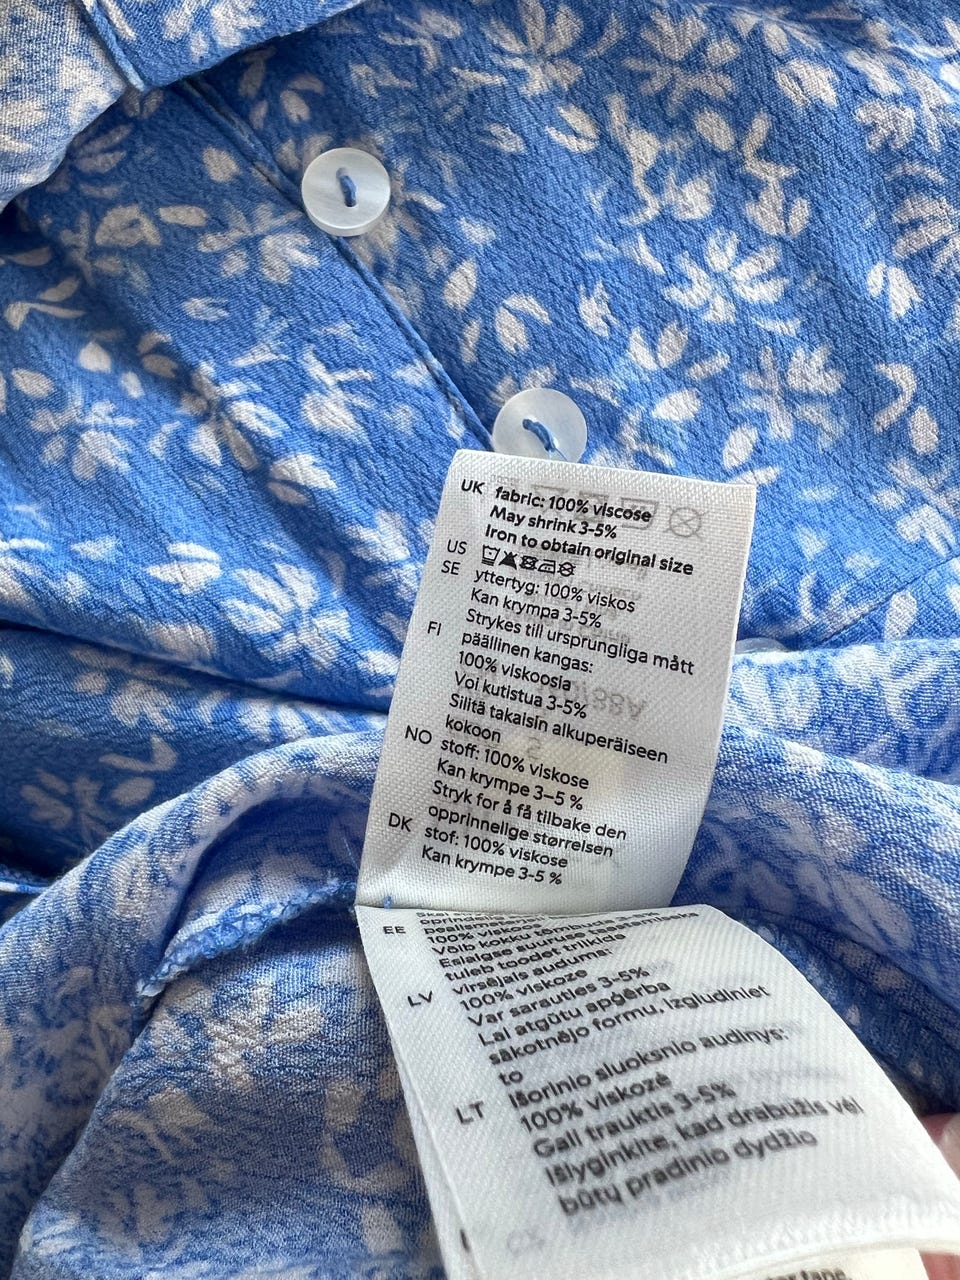 UK fabric: 100% viscose
May shrink 3-5%
Iron to obtain original size
US
SE yttertyg: 100% viskos
Kan krympa 3-5%
Strykes till ursprungliga mått
FI päällinen kangas:
100% viskoosia
Voi kutistua 3-5%
Silitä takaisin alkuperäiseen
kokoon
NO stoff: 100% viskose
Kan krympe 3–5 %
Stryk for å få tilbake den
opprinnelige størrelsen
DK stof: 100% viskose
Kan krympe 3-5 %
EE
100% viskoos
Võib kokku tõmbuda 3-5%
Esialgse suuruse taastamiseks
tuleb toodet triikida
LV virsējais audums:
100% viskoze
Var sarauties 3-5%
Lai atgūtu apģērba
sākotnējo formu, izgludiniet
to
LT Išorinio sluoksnio audinys:
100% viskozė
Gali trauktis 3-5%
Išlyginkite, kad drabužis vėl
būtų pradinio dydžio